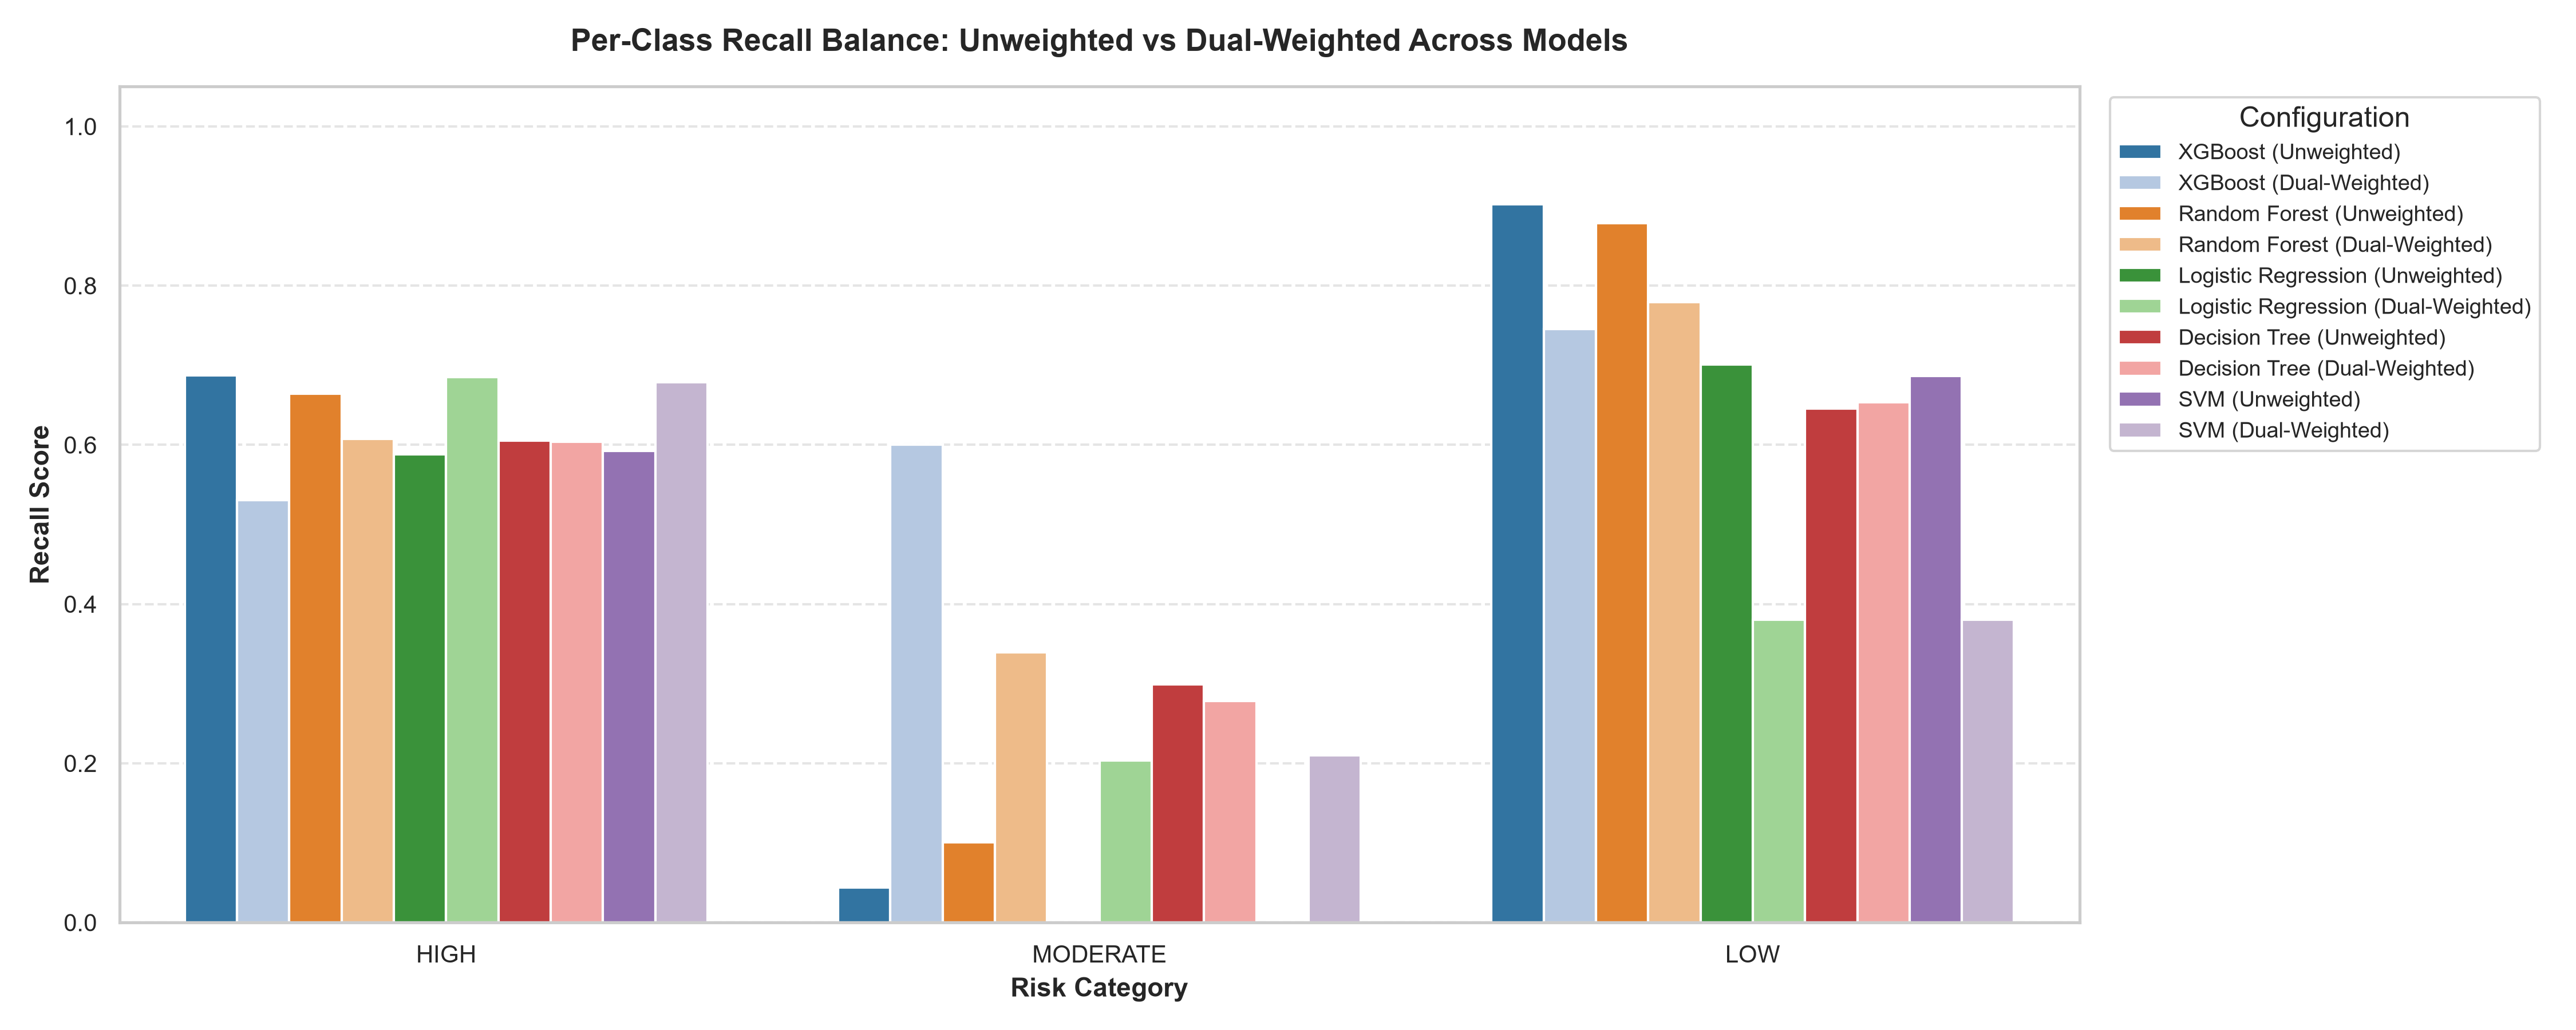 Per-Class Recall Balance: Unweighted vs Dual-Weighted Across Models
Recall Score
1.0
0.8
0.6
0.4
0.2
0.0
HIGH
MODERATE
LOW
Risk Category
Configuration
XGBoost (Unweighted)
XGBoost (Dual-Weighted)
Random Forest (Unweighted)
Random Forest (Dual-Weighted)
Logistic Regression (Unweighted)
Logistic Regression (Dual-Weighted)
Decision Tree (Unweighted)
Decision Tree (Dual-Weighted)
SVM (Unweighted)
SVM (Dual-Weighted)